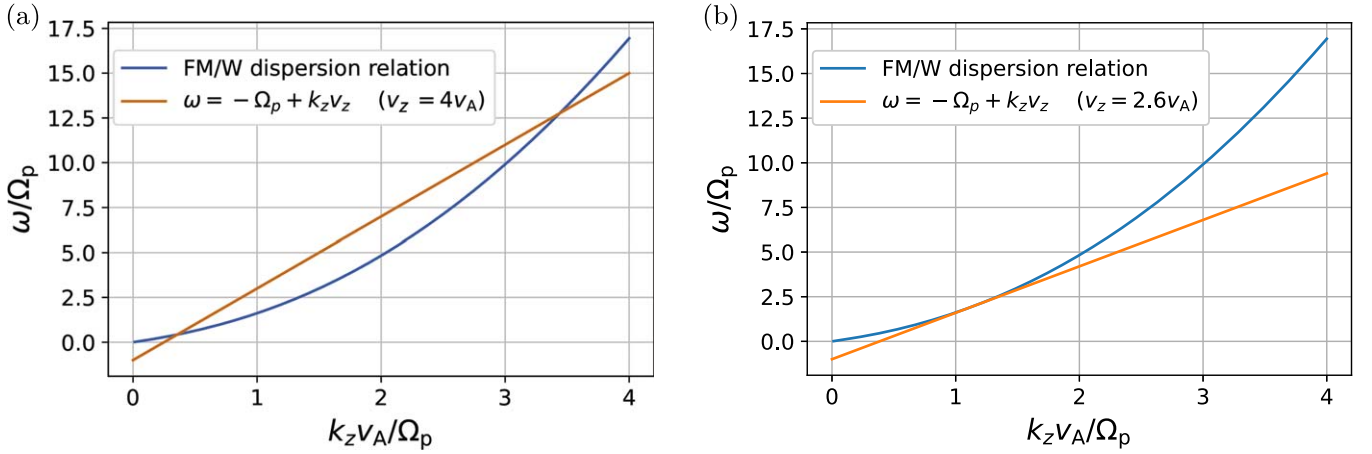 (a)
17.5
15.0
12.5
10.0
7.5
5.0
2.5
0.0
ω/Ωp
FM/W dispersion relation
ω = −Ωp + kzvz (vz = 4vA)
0 1 2 3 4
kzvA/Ωp
(b)
17.5
15.0
12.5
10.0
7.5
5.0
2.5
0.0
ω/Ωp
FM/W dispersion relation
ω = −Ωp + kzvz (vz = 2.6vA)
0 1 2 3 4
kzvA/Ωp